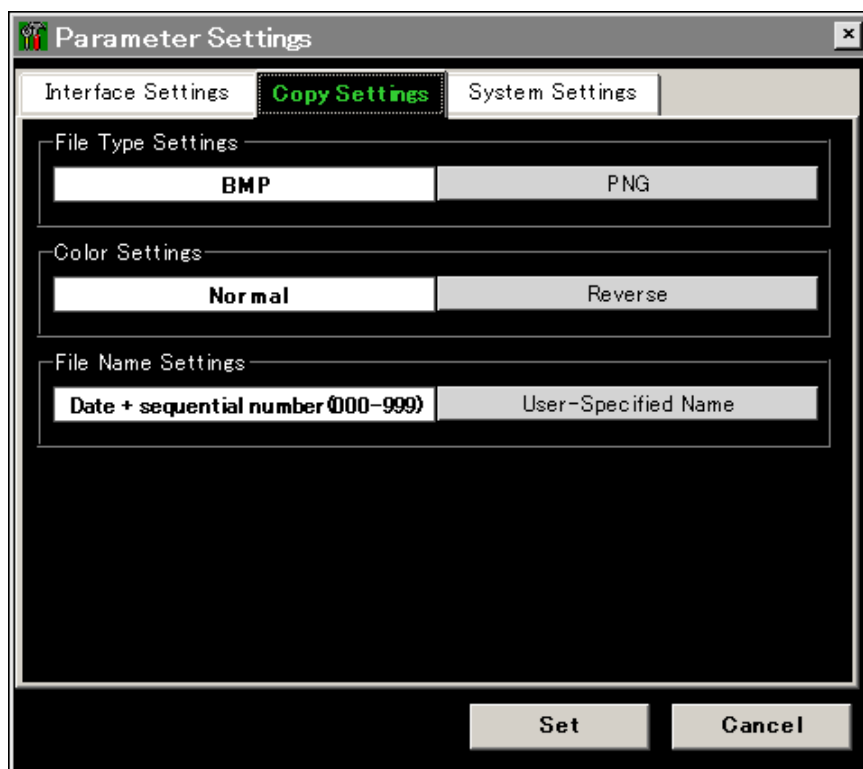 Parameter Settings
Interface Settings Copy Settings System Settings
File Type Settings
BMP PNG
Color Settings
Normal Reverse
File Name Settings
Date + sequential number(000-999) User-Specified Name
Set Cancel